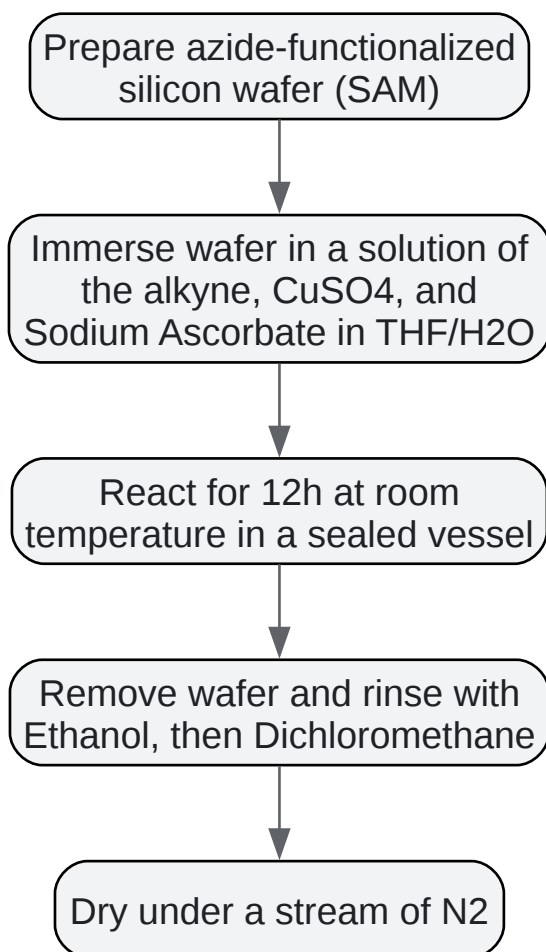 Prepare azide-functionalized
silicon wafer (SAM)
Immerse wafer in a solution of
the alkyne, CuSO4, and
Sodium Ascorbate in THF/H2O
React for 12h at room
temperature in a sealed vessel
Remove wafer and rinse with
Ethanol, then Dichloromethane
Dry under a stream of N2